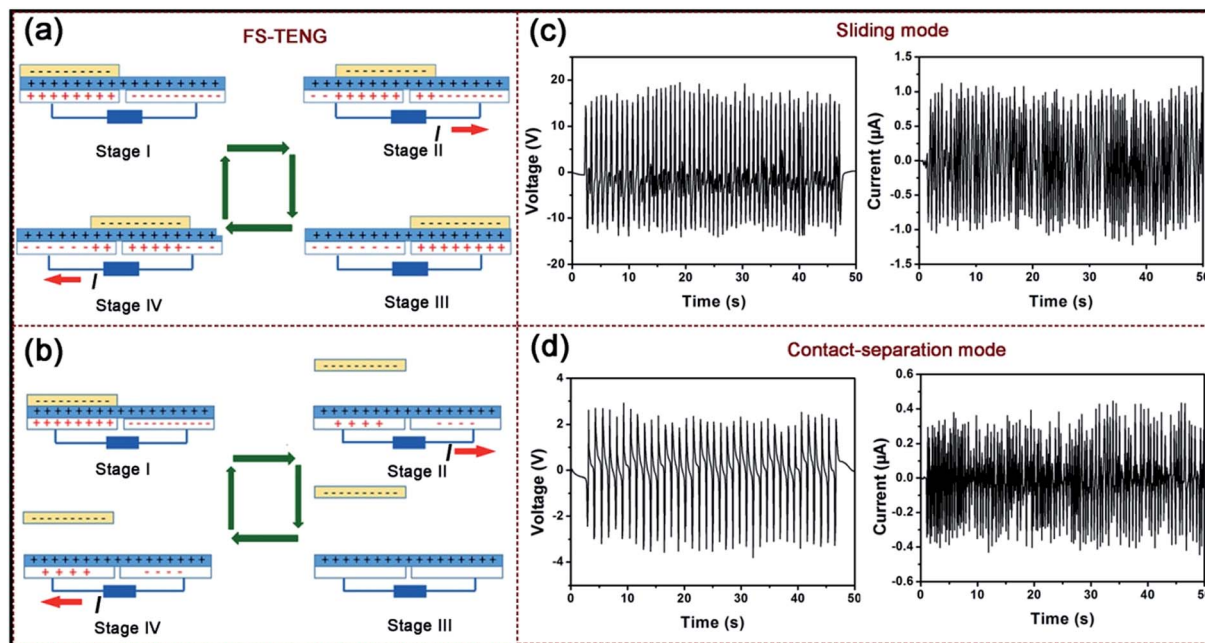 (a)
FS-TENG
Stage I
I
Stage II
I
Stage IV
Stage III
(b)
Stage I
I
Stage II
I
Stage IV
Stage III
(c)
Sliding mode
Voltage (V)
20
10
0
-10
-20
0 10 20 30 40 50
Time (s)
Current (μA)
1.5
1.0
0.5
0.0
-0.5
-1.0
-1.5
0 10 20 30 40 50
Time (s)
(d)
Contact-separation mode
Voltage (V)
4
2
0
-2
-4
0 10 20 30 40 50
Time (s)
Current (μA)
0.6
0.4
0.2
0.0
-0.2
-0.4
-0.6
0 10 20 30 40 50
Time (s)